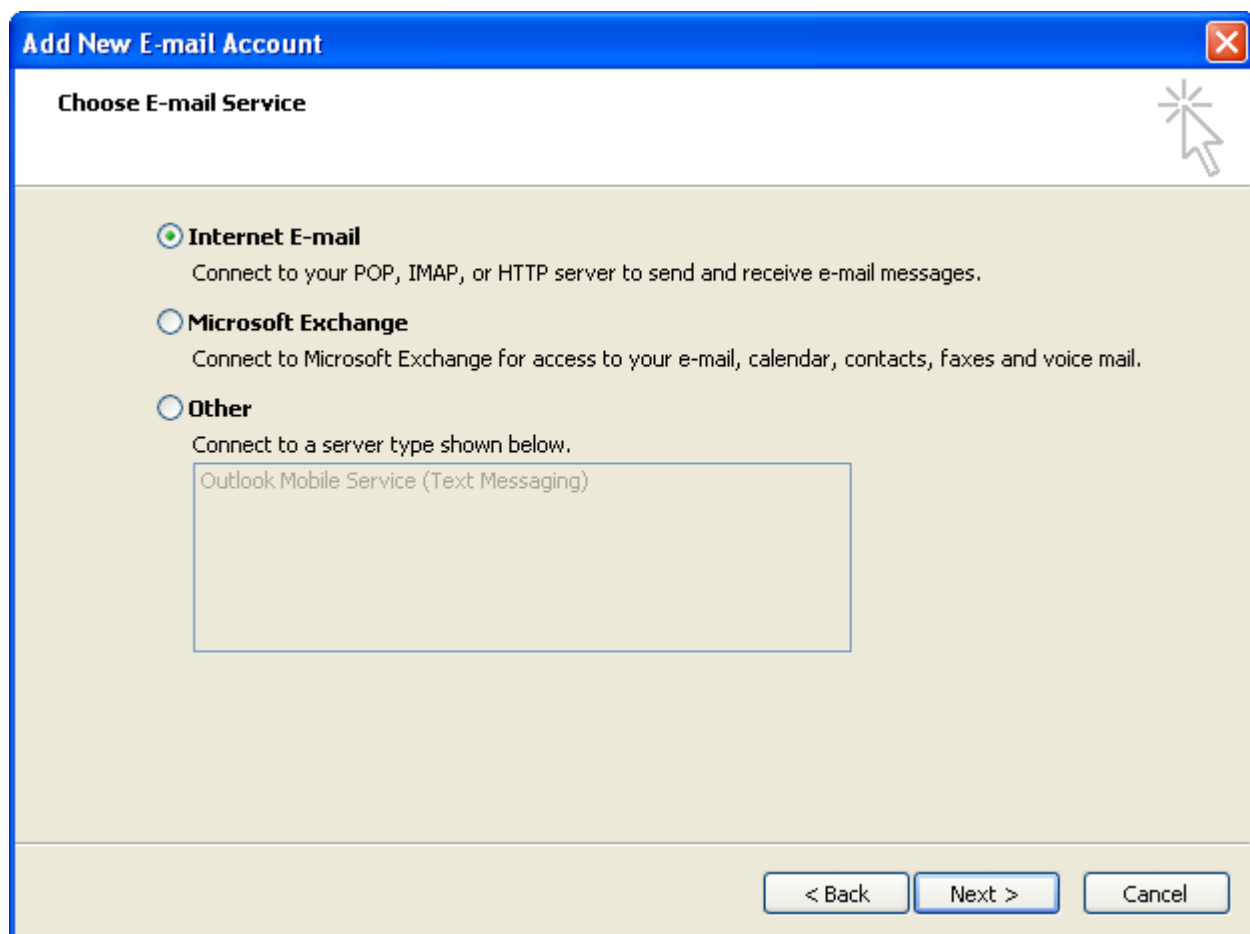 Add New E-mail Account
Choose E-mail Service
Internet E-mail
Connect to your POP, IMAP, or HTTP server to send and receive e-mail messages.
Microsoft Exchange
Connect to Microsoft Exchange for access to your e-mail, calendar, contacts, faxes and voice mail.
Other
Connect to a server type shown below.
Outlook Mobile Service (Text Messaging)
< Back Next > Cancel